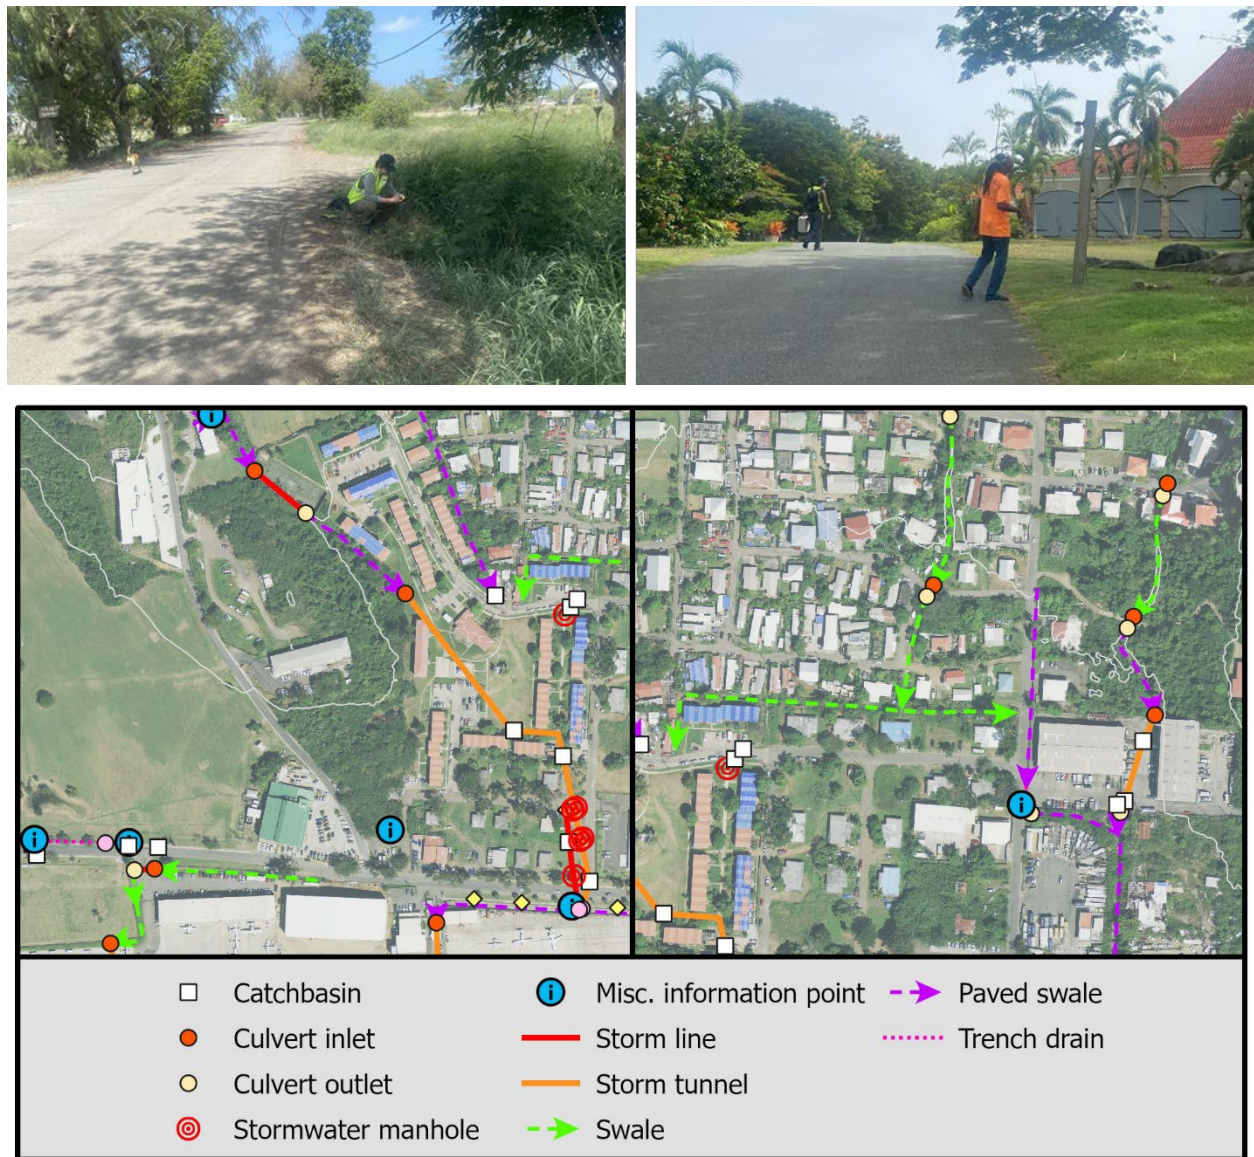 Catchbasin
Culvert inlet
Culvert outlet
Stormwater manhole
Misc. information point
Storm line
Storm tunnel
Swale
Paved swale
Trench drain